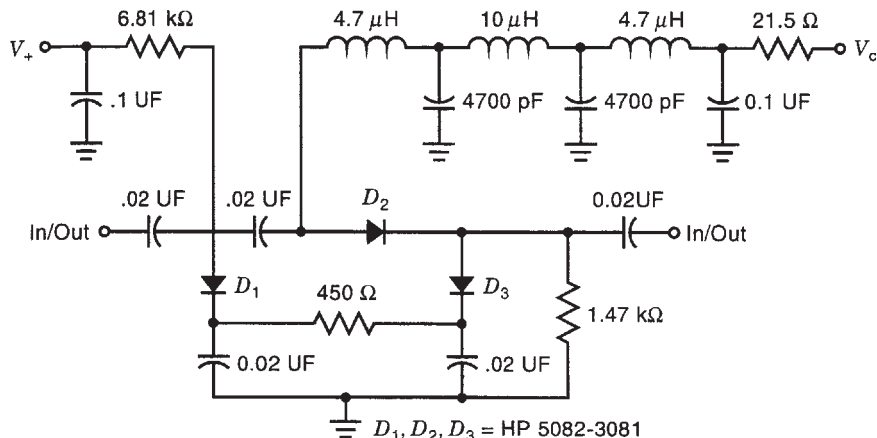 6.81 kΩ
4.7 μH
10 μH
4.7 μH
21.5 Ω
V+
Vc
.1 UF
4700 pF
4700 pF
0.1 UF
.02 UF
.02 UF
D2
0.02UF
In/Out
In/Out
D1
450 Ω
D3
1.47 kΩ
0.02 UF
.02 UF
D1, D2, D3 = HP 5082-3081